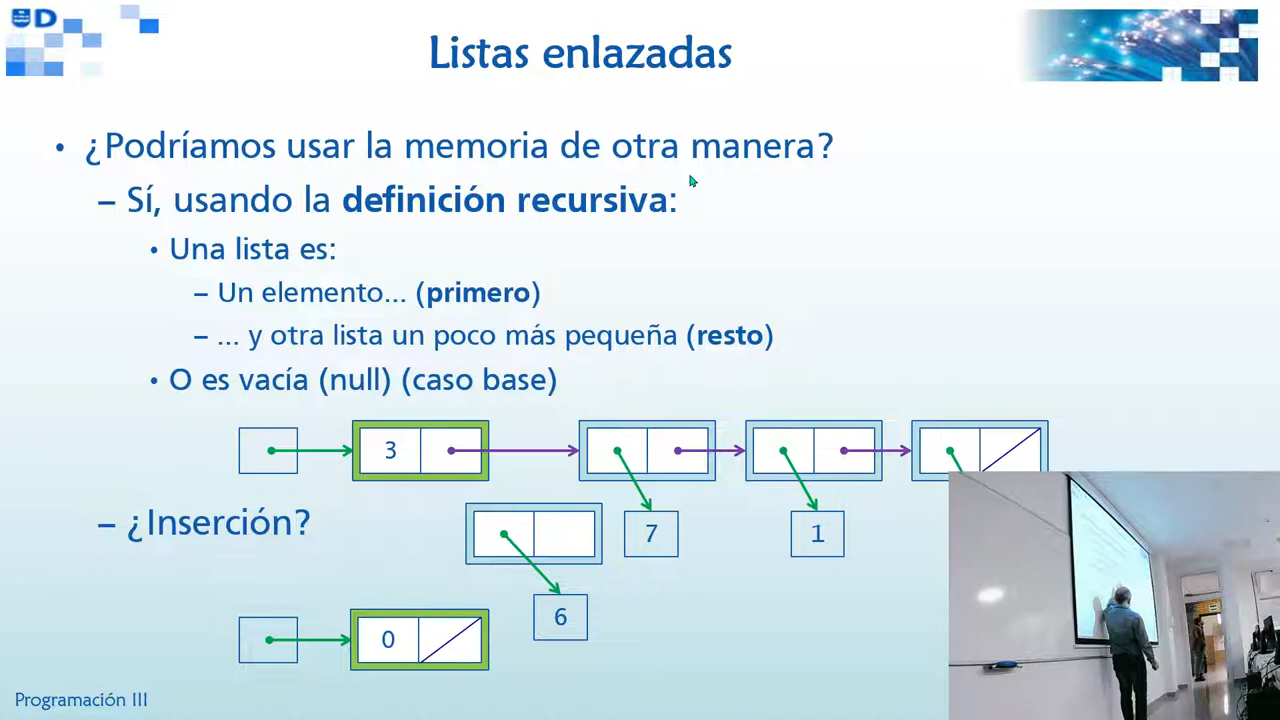 D
Listas enlazadas
• ¿Podríamos usar la memoria de otra manera?
– Sí, usando la definición recursiva:
• Una lista es:
– Un elemento... (primero)
– ... y otra lista un poco más pequeña (resto)
• O es vacía (null) (caso base)
3
– ¿Inserción?
7
1
6
0
Programación III